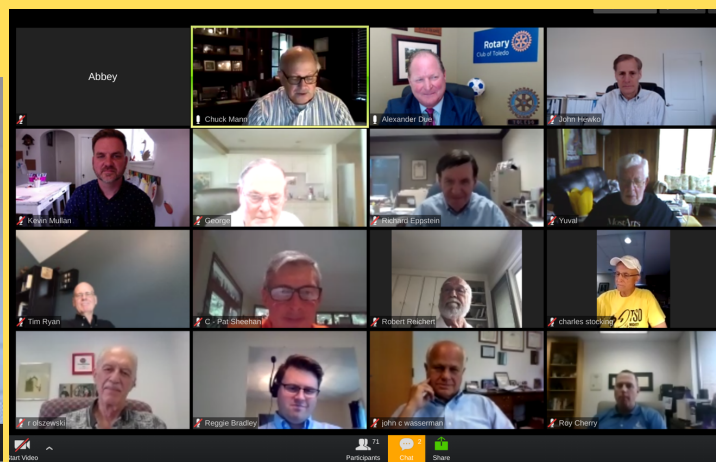 Abbey
Chuck Mann
Rotary
Club of Toledo
Alexander Due
John Hewko
Kevin Mullan
George
Richard Eppstein
Yuval
Tim Ryan
C - Pat Sheehan
Robert Reichert
TSO
charles stocking
r olszewski
Reggie Bradley
john c wasserman
Roy Cherry
tart Video
71
Participants
2
Chat
Share